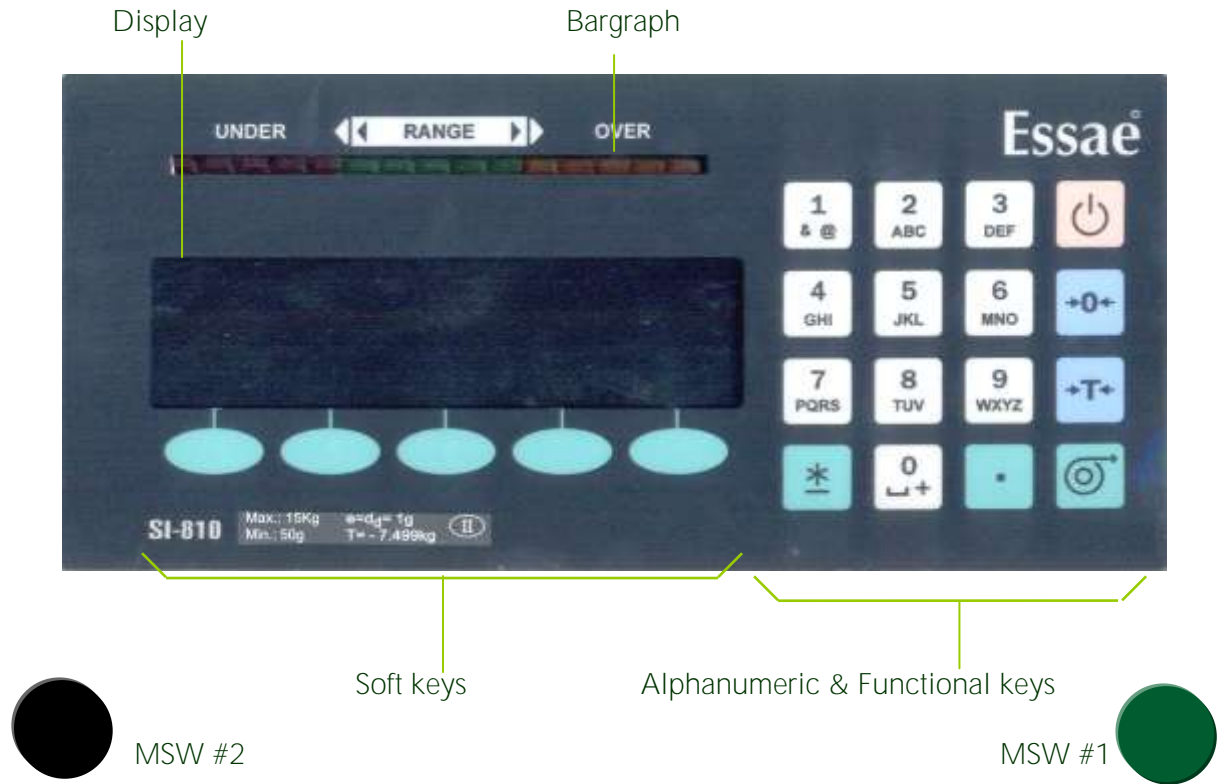 Display
Bargraph
UNDER RANGE OVER
Essae
1 2 3
& @ ABC DEF
4 5 6 →0←
GHI JKL MNO
7 8 9 →T←
PQRS TUV WXYZ
* 0 .
+
SI-810
Max.: 15Kg e=dd= 1g
Min.: 50g T= - 7.499kg
II
Soft keys
Alphanumeric & Functional keys
MSW #2
MSW #1